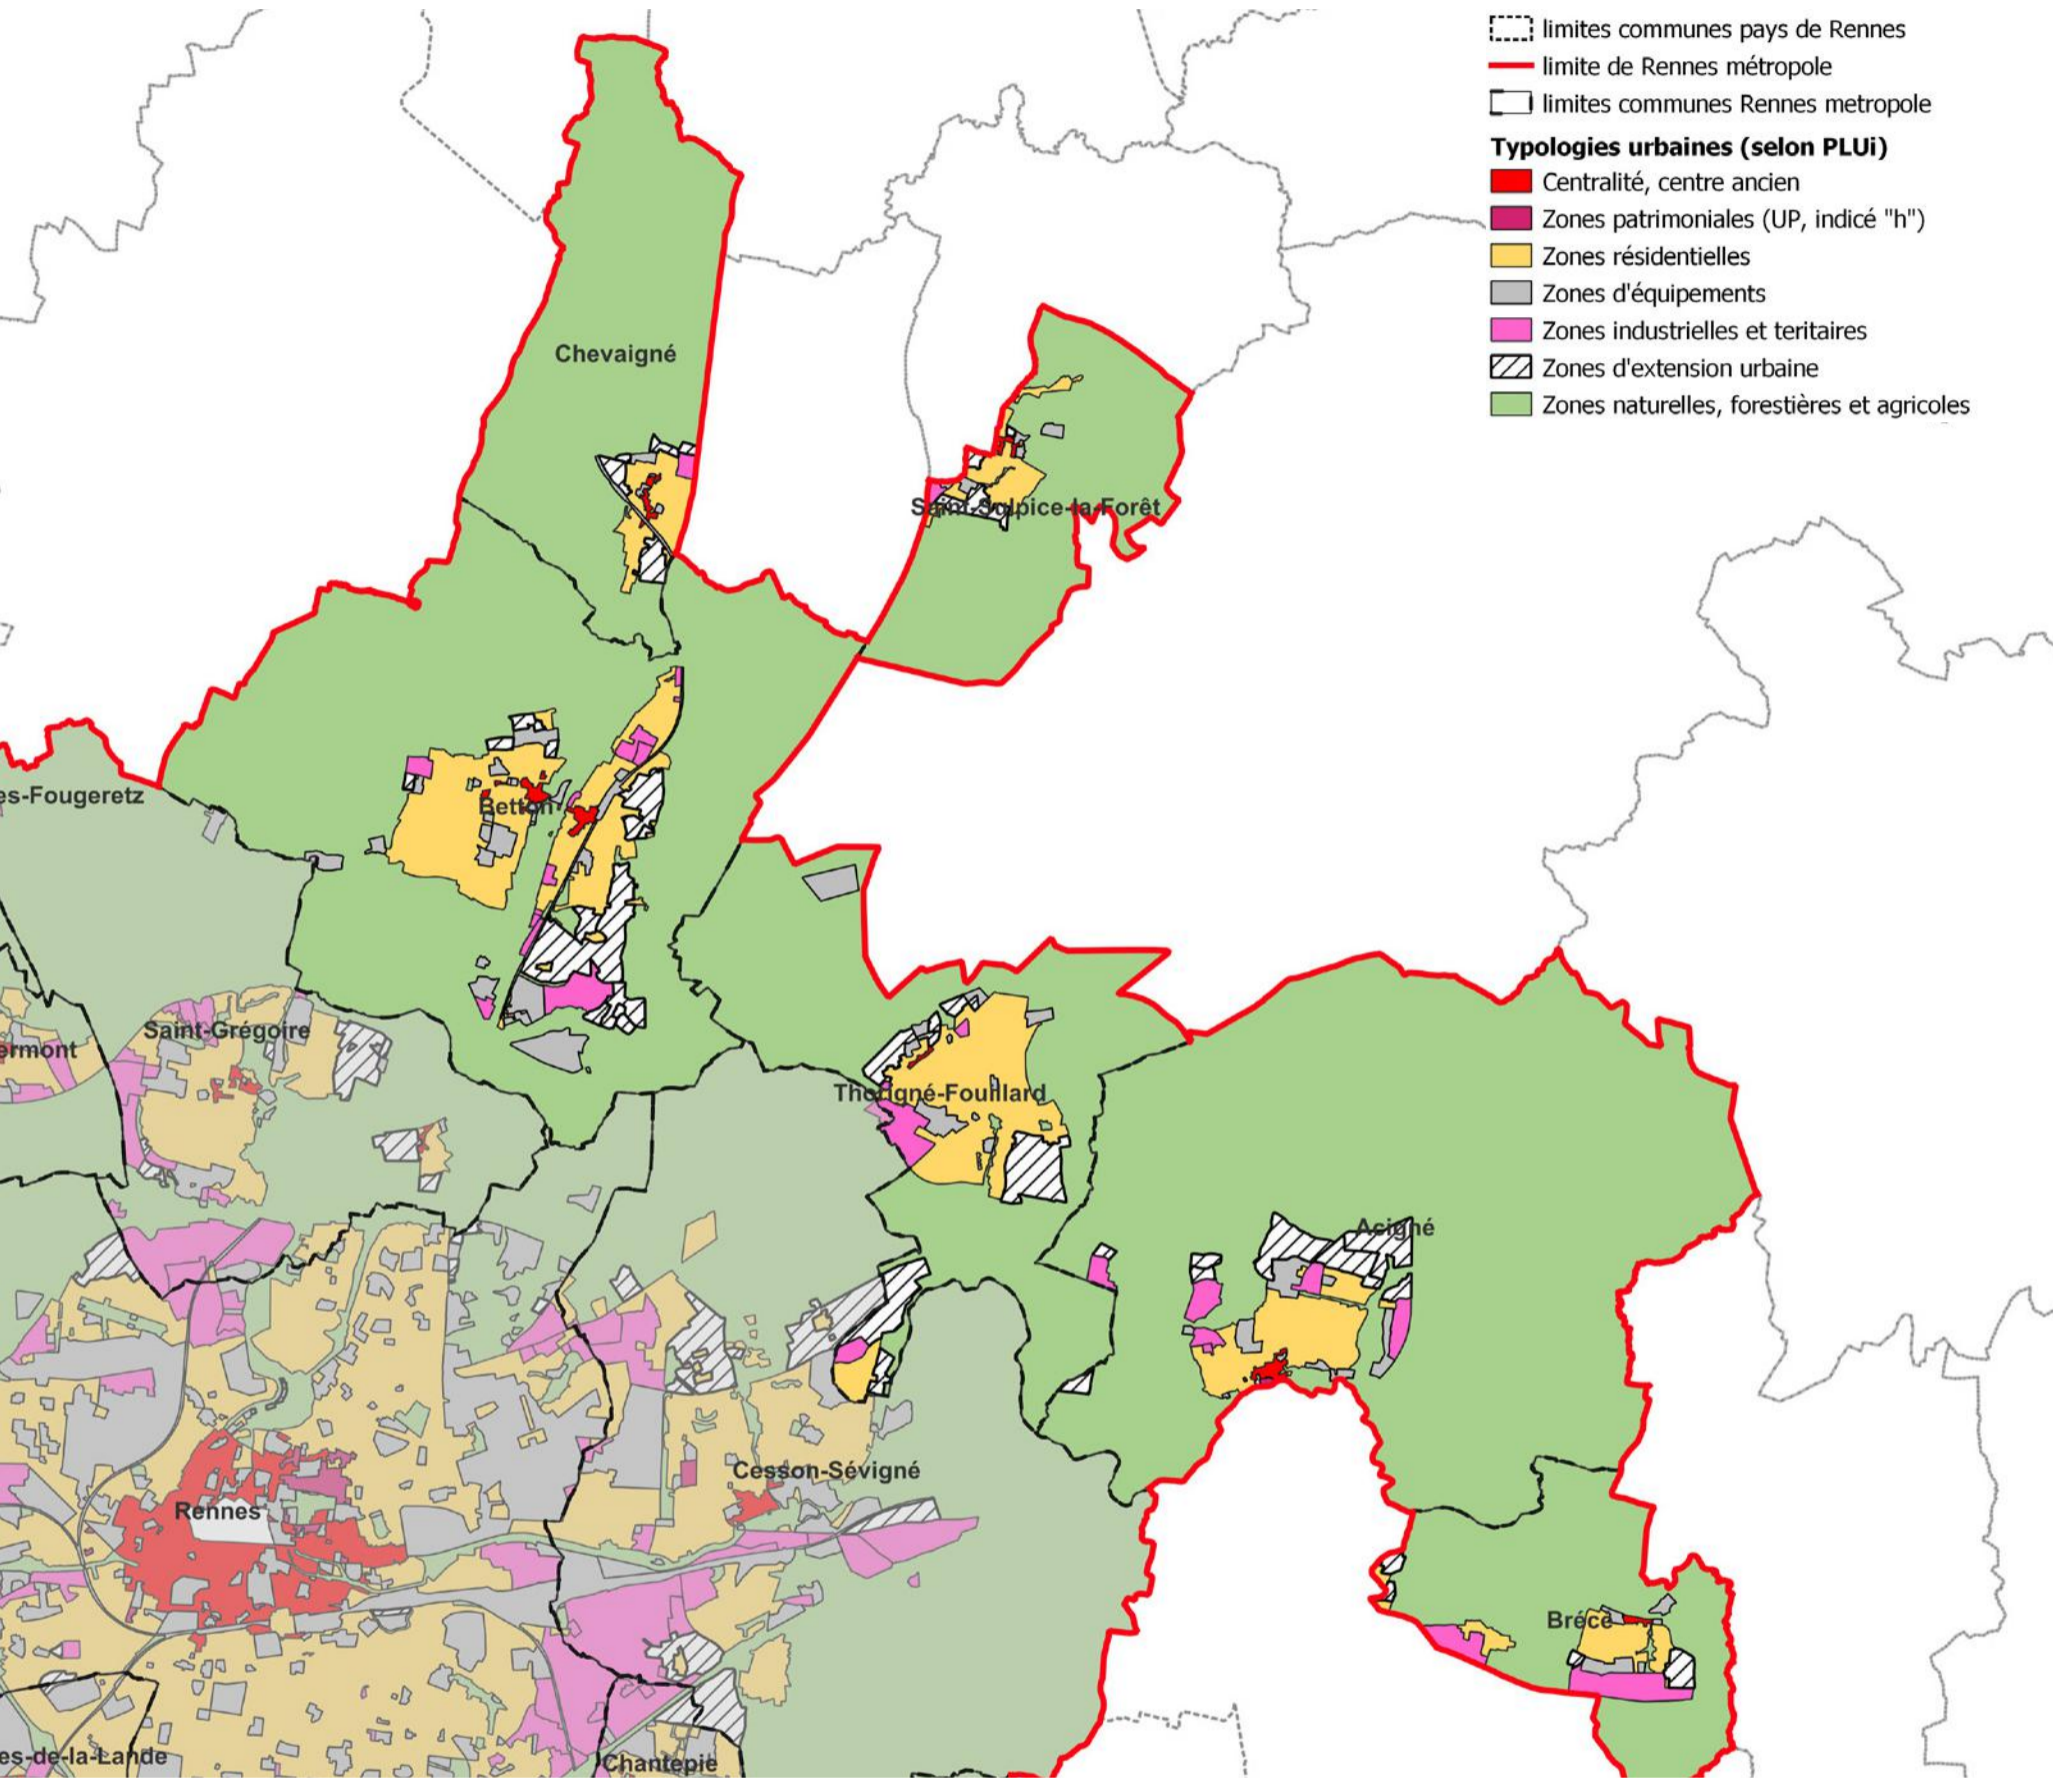 limites communes pays de Rennes
limite de Rennes métropole
limites communes Rennes metropole
Typologies urbaines (selon PLUi)
Centralité, centre ancien
Zones patrimoniales (UP, indicé "h")
Zones résidentielles
Zones d'équipements
Zones industrielles et teritaires
Zones d'extension urbaine
Zones naturelles, forestières et agricoles
Chevaigné
Saint-Sulpice-la-Forêt
es-Fougeretz
Betton
Saint-Grégoire
ermont
Thorigné-Fouillard
Acigné
Cesson-Sévigné
Rennes
Brécé
es-de-la-Lande
Chantepie